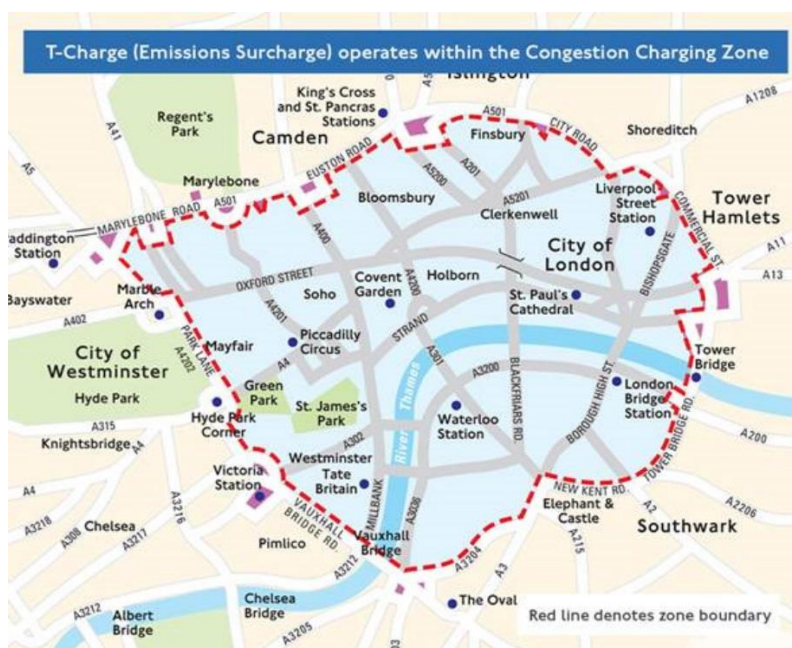 T-Charge (Emissions Surcharge) operates within the Congestion Charging Zone
Islington
King's Cross
and St. Pancras
Stations
A501
A1208
Regent's
Park
A41
Camden
EUSTON ROAD
Finsbury
CITY ROAD
Shoreditch
A5
Marylebone
A5200
A201
MARYLEBONE ROAD
A501
Bloomsbury
A5201
Clerkenwell
Liverpool
Street
Station
COMMERCIAL ST.
Tower
Hamlets
addington
Station
A400
City of
London
BISHOPSGATE
A11
A13
OXFORD STREET
Covent
Garden
A4200
Holborn
Marble
Arch
Bayswater
Soho
St. Paul's
Cathedral
A402
A4201
STRAND
PARK LANE
A4202
Mayfair
Piccadilly
Circus
City of
Westminster
Hyde Park
A4
A301
A3200
BLACKFRIARS RD.
Tower
Bridge
Green
Park
St. James's
Park
River Thames
Waterloo
Station
BOROUGH HIGH ST.
London
Bridge
Station
TOWER BRIDGE RD.
A315
Hyde Park
Corner
Knightsbridge
A4
A302
A200
Victoria
Station
Westminster
Tate
Britain
MILLBANK
A3036
NEW KENT RD.
A4
A3218
A308
Chelsea
A3217
A3216
VAUXHALL
BRIDGE RD.
Elephant &
Castle
A2
A2206
Southwark
Pimlico
Vauxhall
Bridge
A3212
A3204
A3
A215
A3212
Albert
Bridge
Chelsea
Bridge
A3205
The Oval
Red line denotes zone boundary